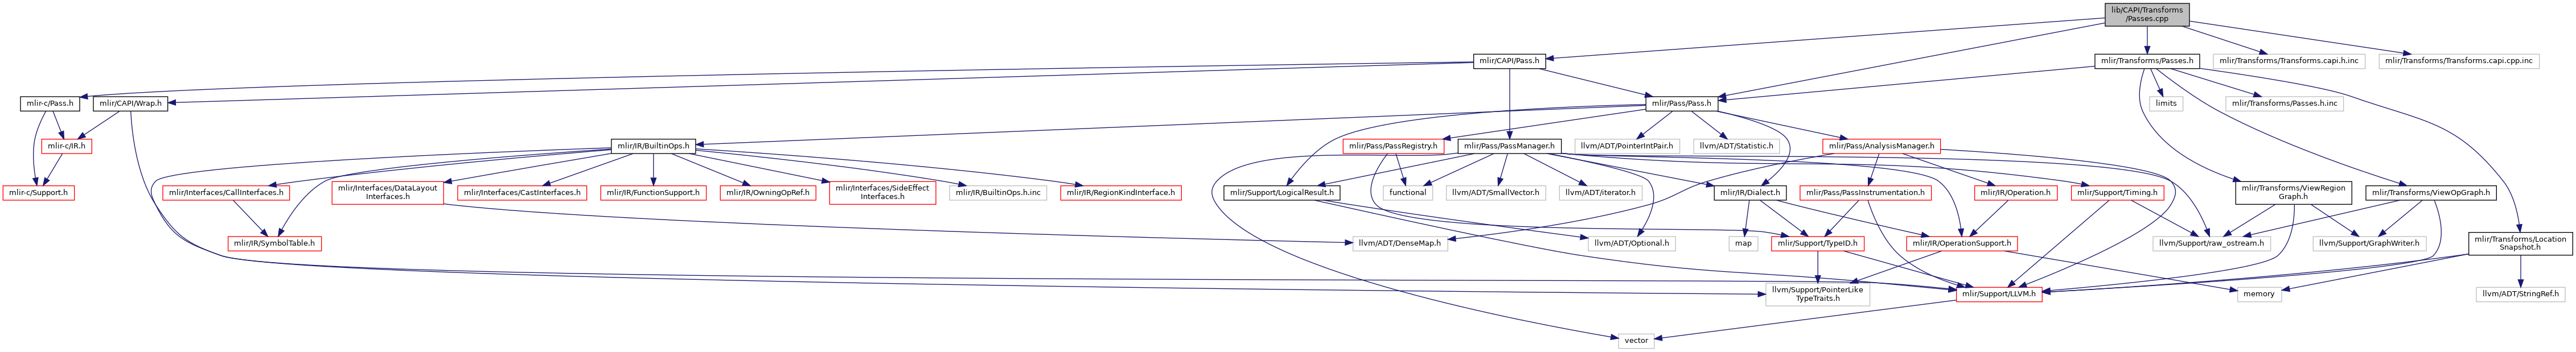 lib/CAPI/Transforms
/Passes.cpp
mlir/CAPI/Pass.h
mlir/Transforms/Passes.h
mlir/Transforms/Transforms.capi.h.inc
mlir/Transforms/Transforms.capi.cpp.inc
mlir-c/Pass.h
mlir/CAPI/Wrap.h
mlir/Pass/Pass.h
limits
mlir/Transforms/Passes.h.inc
mlir-c/IR.h
mlir/IR/BuiltinOps.h
mlir/Pass/PassRegistry.h
mlir/Pass/PassManager.h
llvm/ADT/PointerIntPair.h
llvm/ADT/Statistic.h
mlir/Pass/AnalysisManager.h
mlir-c/Support.h
mlir/Interfaces/CallInterfaces.h
mlir/Interfaces/DataLayout
Interfaces.h
mlir/Interfaces/CastInterfaces.h
mlir/IR/FunctionSupport.h
mlir/IR/OwningOpRef.h
mlir/Interfaces/SideEffect
Interfaces.h
mlir/IR/BuiltinOps.h.inc
mlir/IR/RegionKindInterface.h
mlir/Support/LogicalResult.h
functional
llvm/ADT/SmallVector.h
llvm/ADT/iterator.h
mlir/IR/Dialect.h
mlir/Pass/PassInstrumentation.h
mlir/IR/Operation.h
mlir/Support/Timing.h
mlir/Transforms/ViewRegion
Graph.h
mlir/Transforms/ViewOpGraph.h
mlir/IR/SymbolTable.h
llvm/ADT/DenseMap.h
llvm/ADT/Optional.h
map
mlir/Support/TypeID.h
mlir/IR/OperationSupport.h
llvm/Support/raw_ostream.h
llvm/Support/GraphWriter.h
mlir/Transforms/Location
Snapshot.h
llvm/Support/PointerLike
TypeTraits.h
mlir/Support/LLVM.h
memory
llvm/ADT/StringRef.h
vector